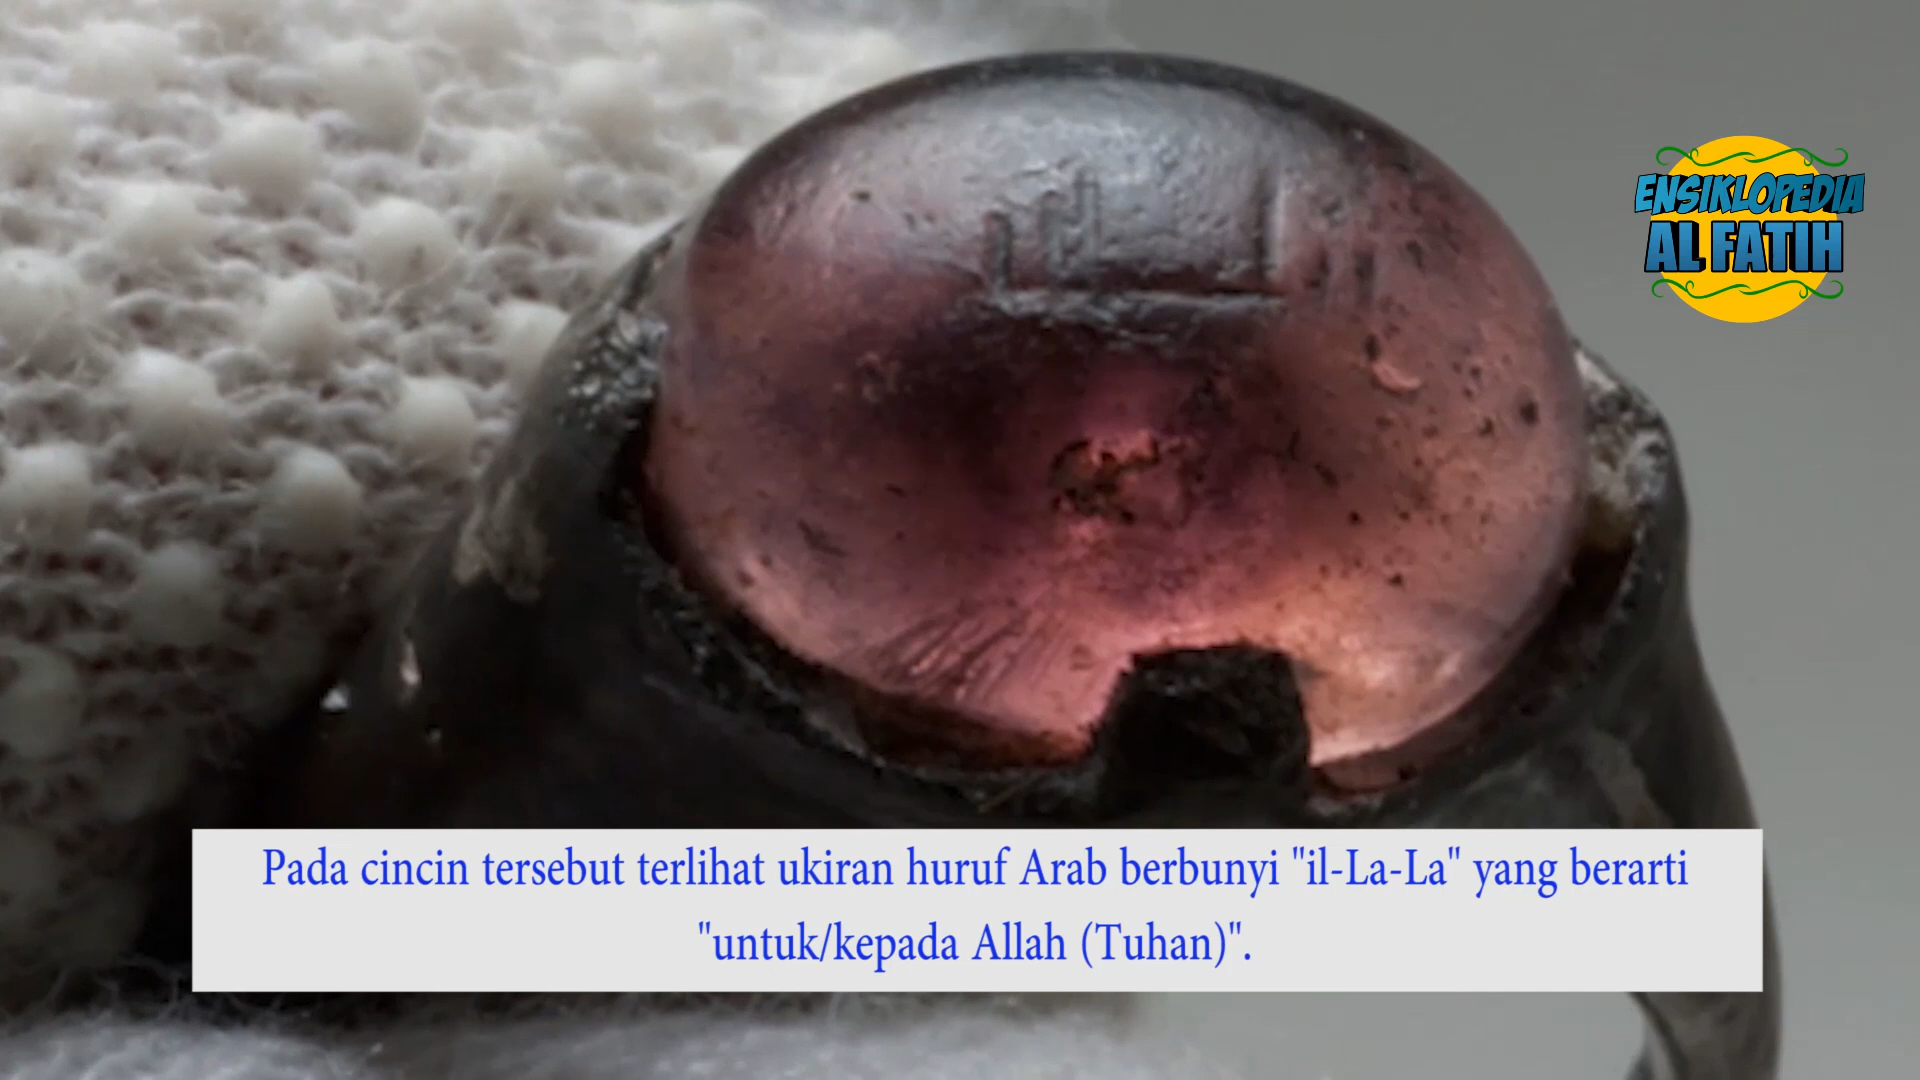 ENSIKLOPEDIA
AL FATIH
Pada cincin tersebut terlihat ukiran huruf Arab berbunyi "il-La-La" yang berarti
"untuk/kepada Allah (Tuhan)".